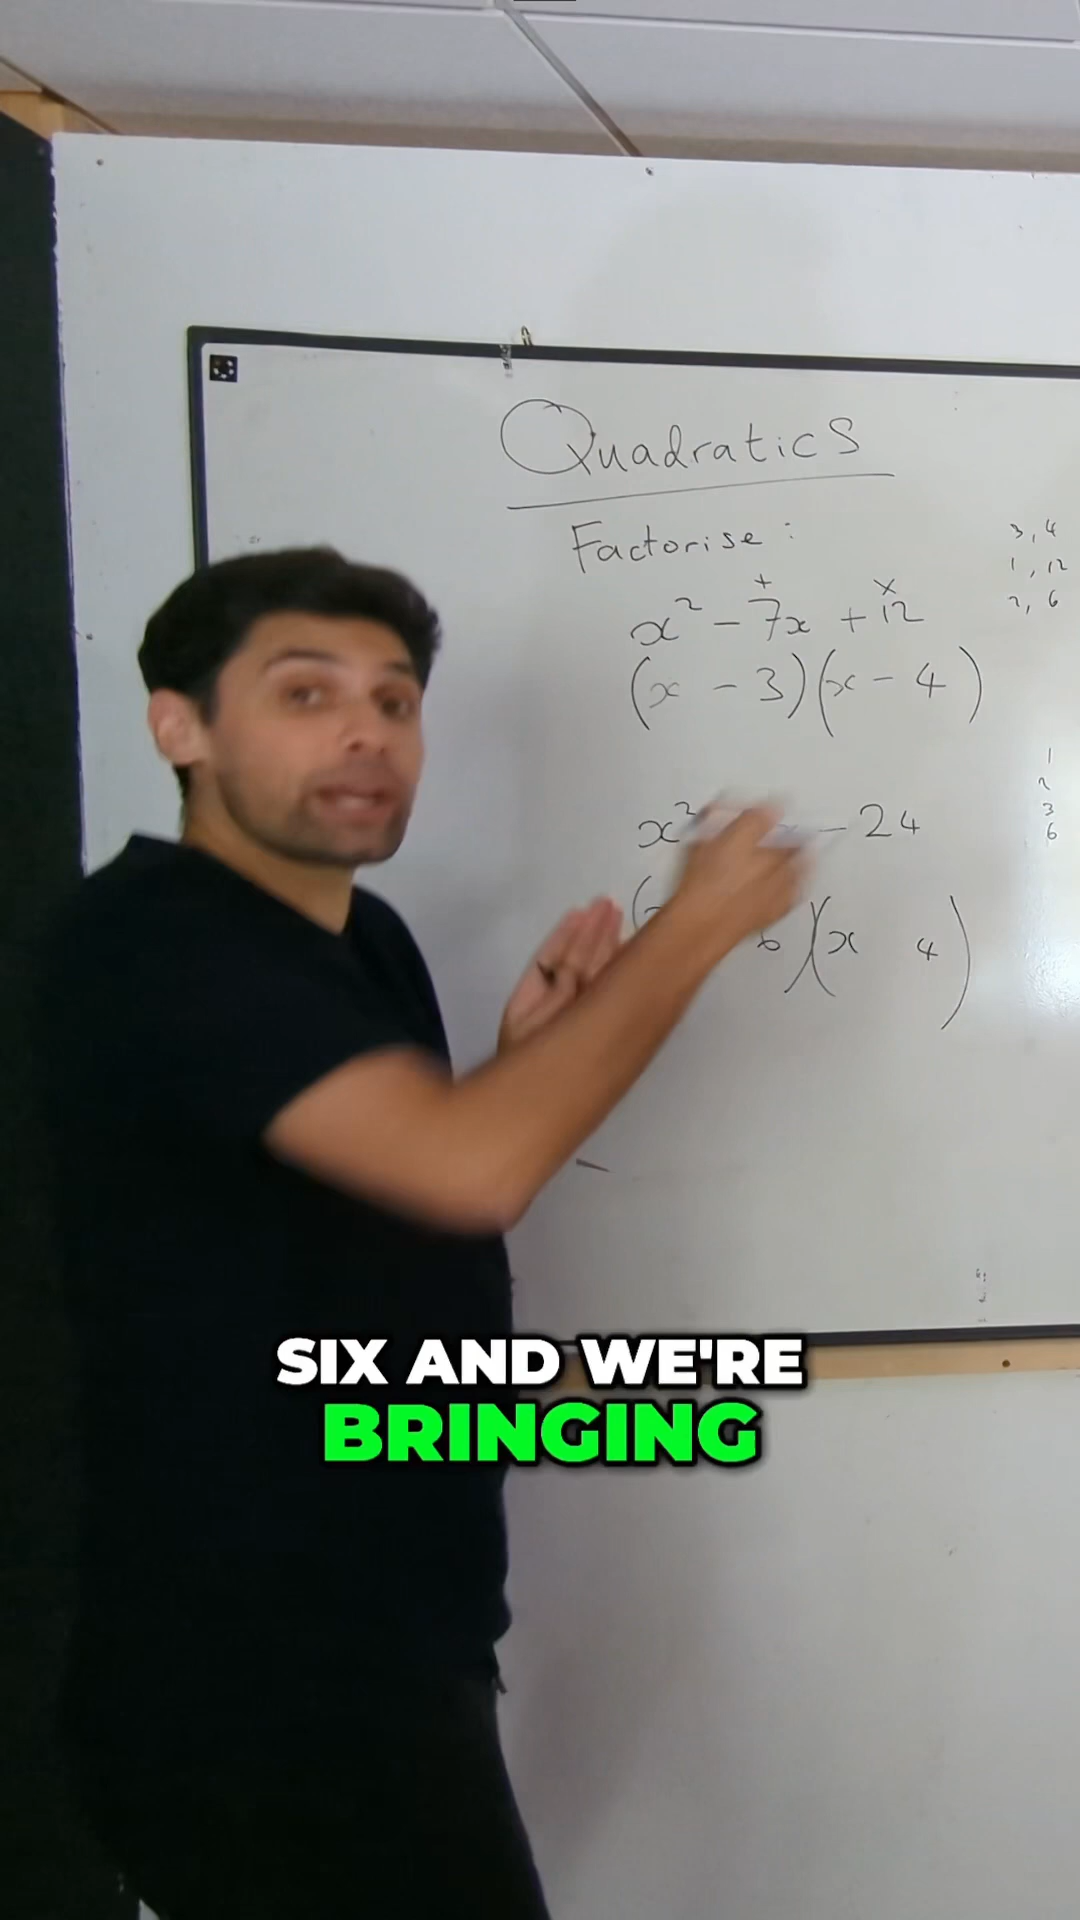 Quadratics
Factorise:
3, 4
1, 12
2, 6
+ ×
x² - 7x + 12
(x - 3)(x - 4)
1
2
3
6
x² - 24
( 6)(x 4)
SIX AND WE'RE
BRINGING